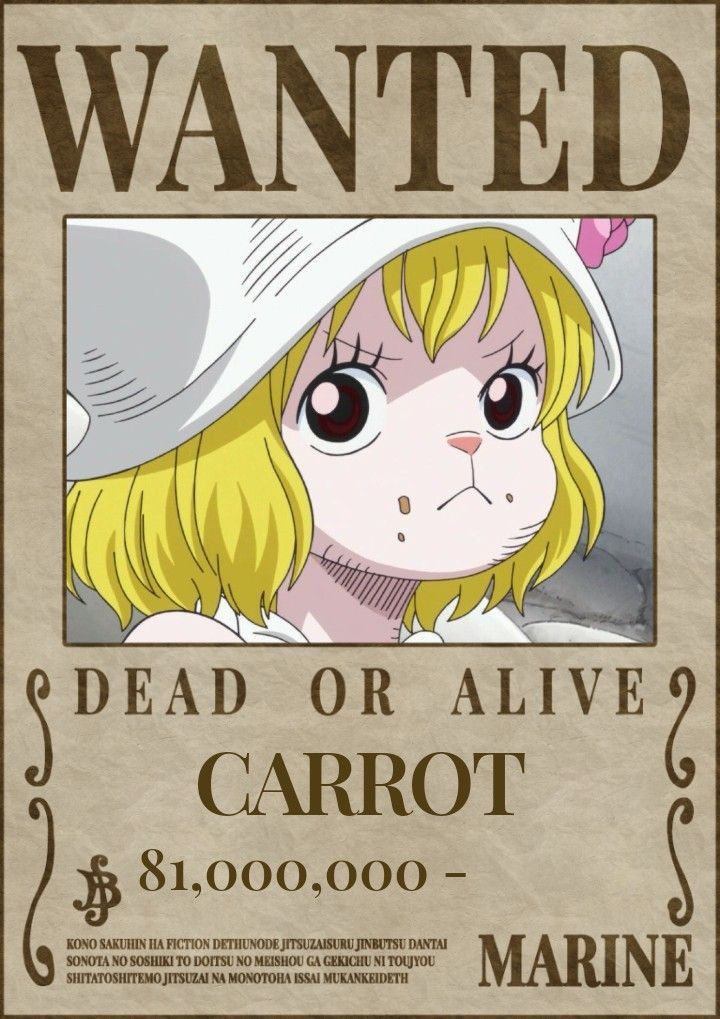 WANTED
DEAD OR ALIVE
CARROT
81,000,000 -
KONO SAKUHIN HA FICTION DETHUNODE JITSUZAISURU JINBUTSU DANTAI
SONOTA NO SOSHIKI TO DOITSU NO MEISHOU GA GEKICHU NI TOUJYOU
SHITATOSHITEMO JITSUZAI NA MONOTOHA ISSAI MUKANKEIDETH
MARINE